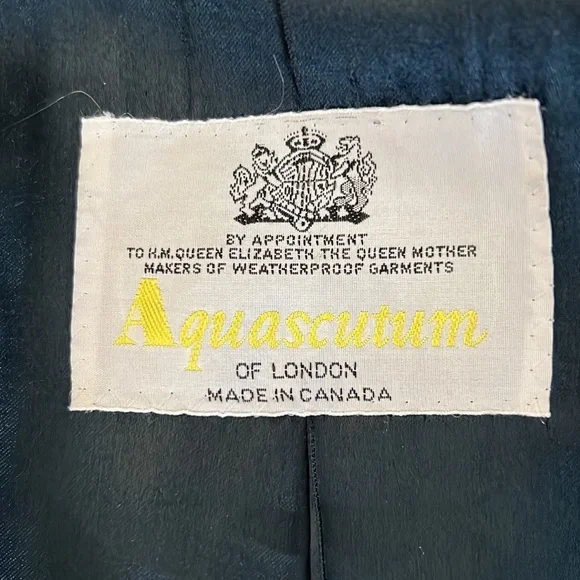 BY APPOINTMENT
TO H.M. QUEEN ELIZABETH THE QUEEN MOTHER
MAKERS OF WEATHERPROOF GARMENTS
Aquascutum
OF LONDON
MADE IN CANADA